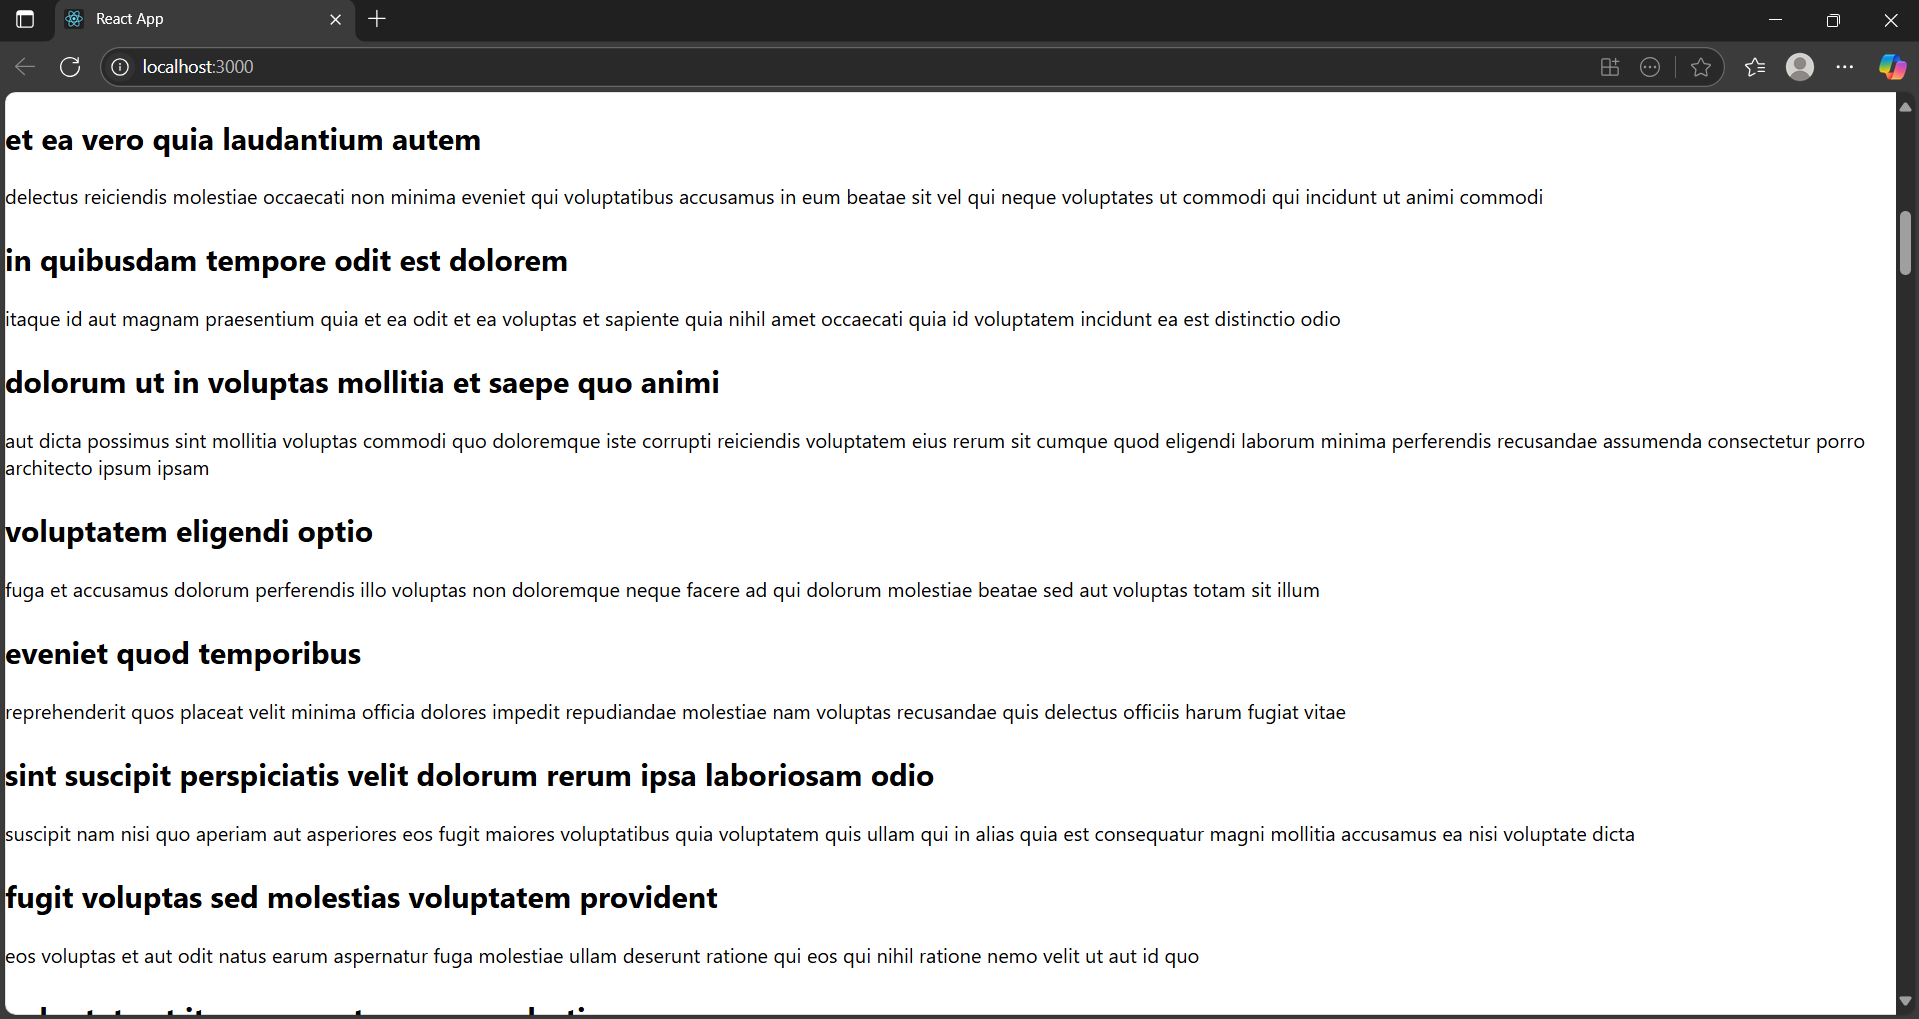 React App
localhost:3000
et ea vero quia laudantium autem
delectus reiciendis molestiae occaecati non minima eveniet qui voluptatibus accusamus in eum beatae sit vel qui neque voluptates ut commodi qui incidunt ut animi commodi
in quibusdam tempore odit est dolorem
itaque id aut magnam praesentium quia et ea odit et ea voluptas et sapiente quia nihil amet occaecati quia id voluptatem incidunt ea est distinctio odio
dolorum ut in voluptas mollitia et saepe quo animi
aut dicta possimus sint mollitia voluptas commodi quo doloremque iste corrupti reiciendis voluptatem eius rerum sit cumque quod eligendi laborum minima perferendis recusandae assumenda consectetur porro
architecto ipsum ipsam
voluptatem eligendi optio
fuga et accusamus dolorum perferendis illo voluptas non doloremque neque facere ad qui dolorum molestiae beatae sed aut voluptas totam sit illum
eveniet quod temporibus
reprehenderit quos placeat velit minima officia dolores impedit repudiandae molestiae nam voluptas recusandae quis delectus officiis harum fugiat vitae
sint suscipit perspiciatis velit dolorum rerum ipsa laboriosam odio
suscipit nam nisi quo aperiam aut asperiores eos fugit maiores voluptatibus quia voluptatem quis ullam qui in alias quia est consequatur magni mollitia accusamus ea nisi voluptate dicta
fugit voluptas sed molestias voluptatem provident
eos voluptas et aut odit natus earum aspernatur fuga molestiae ullam deserunt ratione qui eos qui nihil ratione nemo velit ut aut id quo